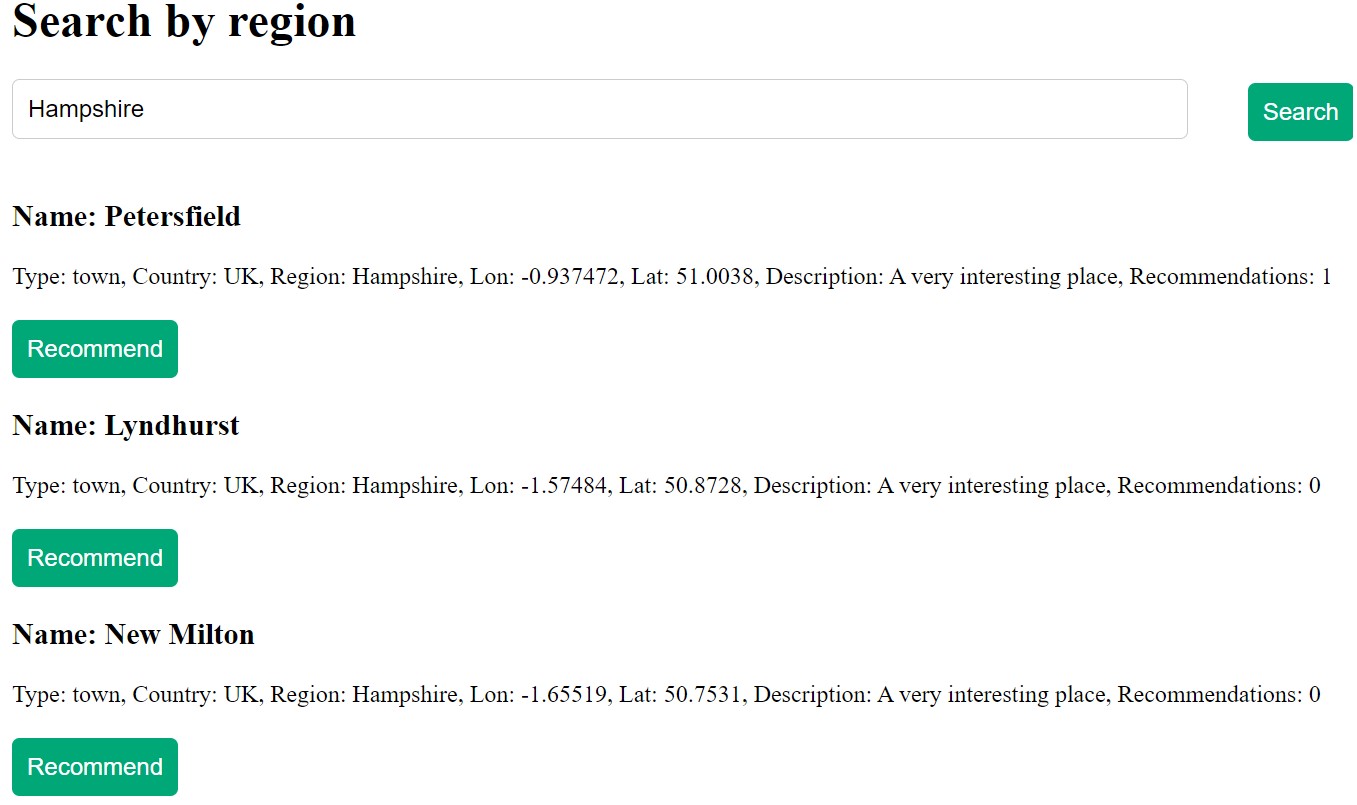 Search by region
Hampshire
Search
Name: Petersfield
Type: town, Country: UK, Region: Hampshire, Lon: -0.937472, Lat: 51.0038, Description: A very interesting place, Recommendations: 1
Recommend
Name: Lyndhurst
Type: town, Country: UK, Region: Hampshire, Lon: -1.57484, Lat: 50.8728, Description: A very interesting place, Recommendations: 0
Recommend
Name: New Milton
Type: town, Country: UK, Region: Hampshire, Lon: -1.65519, Lat: 50.7531, Description: A very interesting place, Recommendations: 0
Recommend